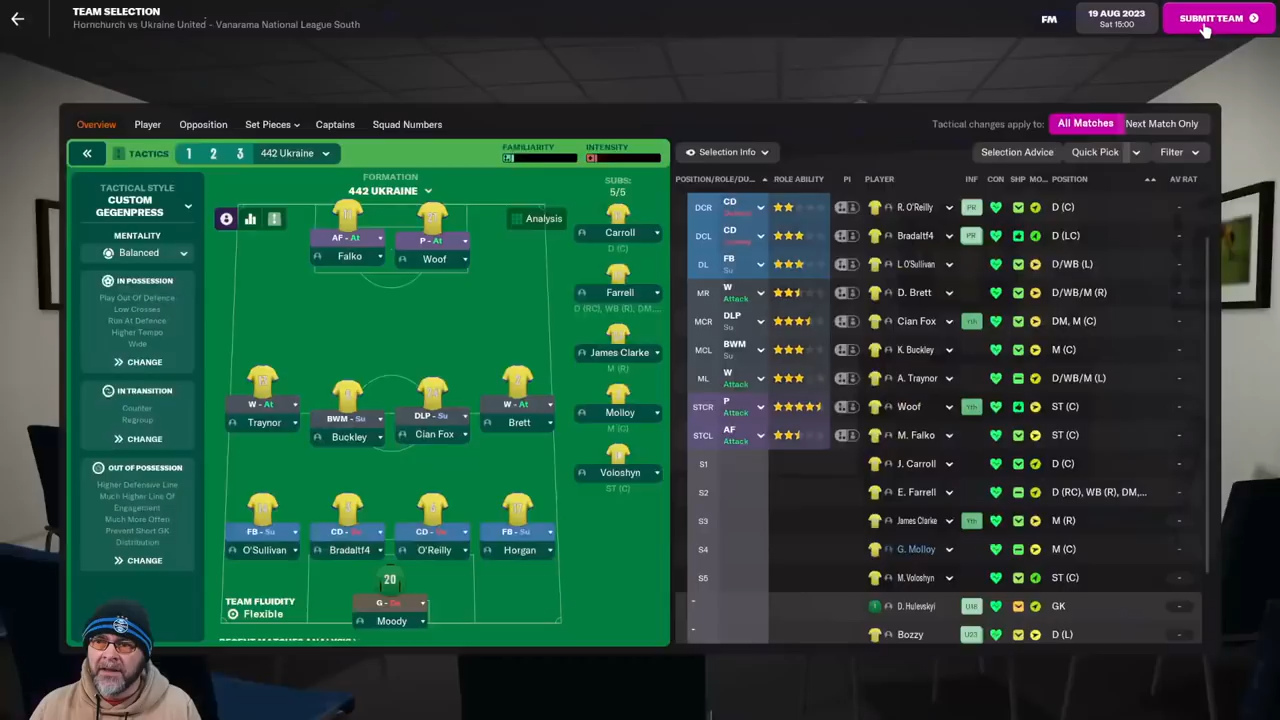 TEAM SELECTION
Hornchurch vs Ukraine United - Vanarama National League South
FM
19 AUG 2023
Sat 15:00
SUBMIT TEAM
Overview
Player
Opposition
Set Pieces
Captains
Squad Numbers
Tactical changes apply to:
All Matches
Next Match Only
TACTICS
1
2
3
442 Ukraine
FAMILIARITY
INTENSITY
TACTICAL STYLE
CUSTOM
GEGENPRESS
MENTALITY
Balanced
IN POSSESSION
Play Out Of Defence
Low Crosses
Run At Defence
Higher Tempo
Wide
CHANGE
IN TRANSITION
Counter
Regroup
CHANGE
OUT OF POSSESSION
Higher Defensive Line
Much Higher Line Of
Engagement
Much More Often
Prevent Short GK
Distribution
CHANGE
FORMATION
442 UKRAINE
Analysis
AF - At
Falko
P - At
Woof
W - At
Traynor
BWM - Su
Buckley
DLP - Su
Cian Fox
W - At
Brett
FB - Su
O'Sullivan
CD - De
Bradaltf4
CD - De
O'Reilly
FB - Su
Horgan
20
G - De
Moody
TEAM FLUIDITY
Flexible
RECENT MATCHES ANALYSIS
SUBS:
5/5
Carroll
D (C)
Farrell
D (RC), WB (R), DM,...
James Clarke
M (R)
Molloy
M (C)
Voloshyn
ST (C)
Selection Info
Selection Advice
Quick Pick
Filter
POSITION/ROLE/DU... ROLE ABILITY PI PLAYER INF CON SHP MO... POSITION AV RAT
DCR CD R. O'Reilly PR D (C) -
DCL CD Bradaltf4 PR D (LC) -
DL FB Su L O'Sullivan D/WB (L) -
MR W Attack D. Brett D/WB/M (R) -
MCR DLP Su Cian Fox Yth DM, M (C) -
MCL BWM Su K. Buckley M (C) -
ML W Attack A. Traynor D/WB/M (L) -
STCR P Attack Woof Yth ST (C) -
STCL AF Attack M. Falko ST (C) -
S1 J. Carroll D (C) -
S2 E. Farrell D (RC), WB (R), DM,... -
S3 James Clarke Yth M (R) -
S4 G. Molloy M (C) -
S5 M. Voloshyn ST (C) -
- D. Hulevskyi U18 GK -
- Bozzy U23 D (L) -